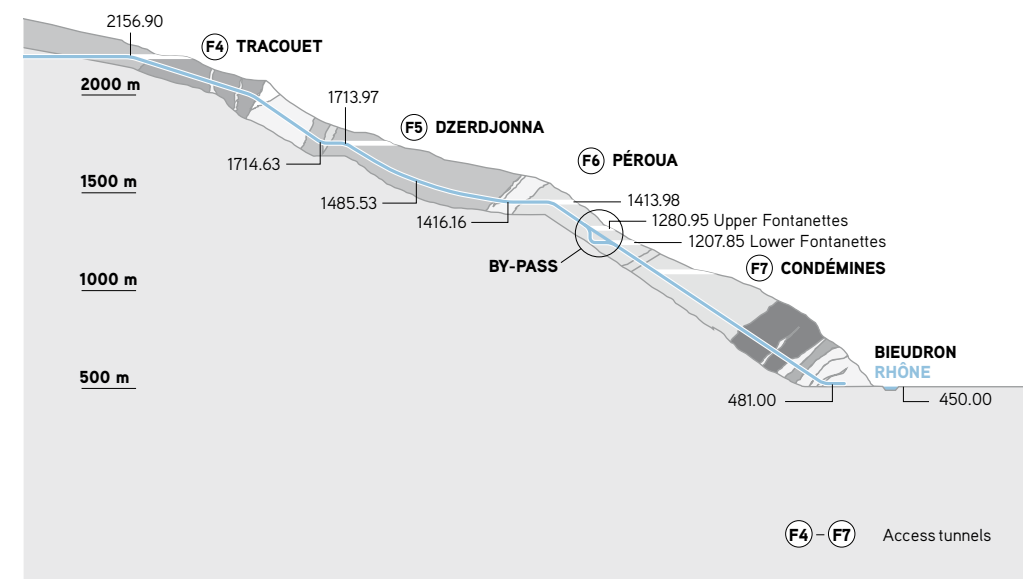 2156.90
F4 TRACOUET
2000 m
1713.97
F5 DZERDJONNA
1714.63
F6 PÉROUA
1500 m
1485.53
1413.98
1416.16
1280.95 Upper Fontanettes
1207.85 Lower Fontanettes
BY-PASS
F7 CONDÉMINES
1000 m
BIEUDRON
RHÔNE
500 m
481.00
450.00
F4 – F7 Access tunnels